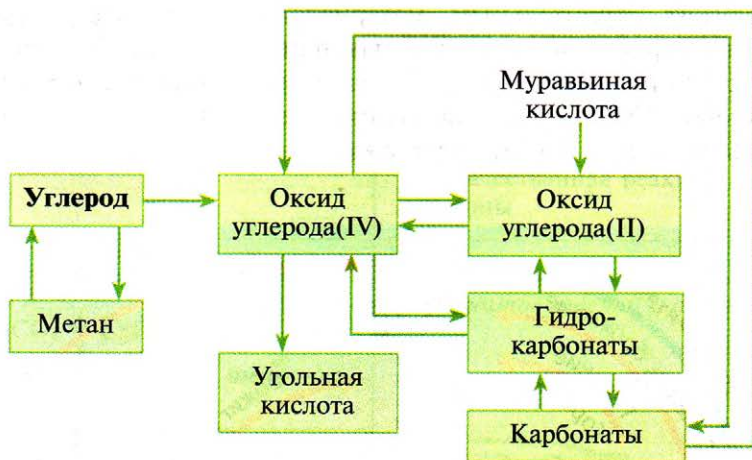 Муравьиная
кислота
Углерод
Оксид
углерода(IV)
Оксид
углерода(II)
Метан
Гидро-
карбонаты
Угольная
кислота
Карбонаты